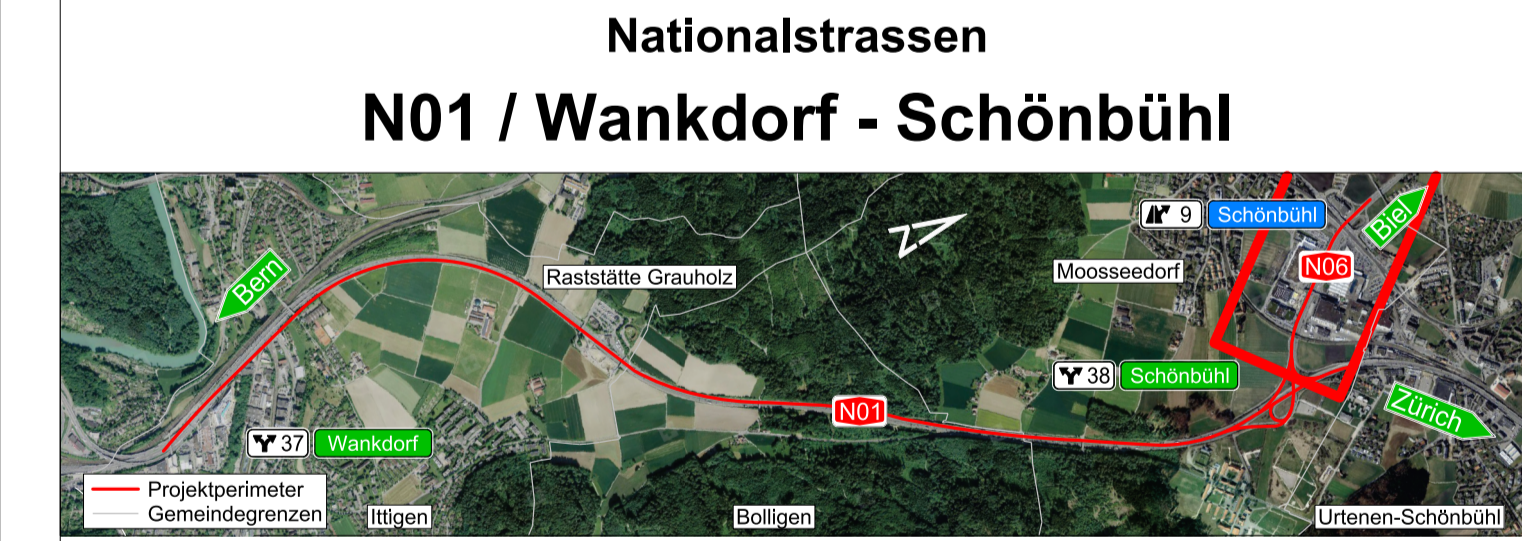 Nationalstrassen
N01 / Wankdorf - Schönbühl
Bern
Raststätte Grauholz
N
Moosseedorf
9 Schönbühl
Biel
N06
38 Schönbühl
N01
Zürich
37 Wankdorf
Projektperimeter
Gemeindegrenzen
Ittigen
Bolligen
Urtenen-Schönbühl